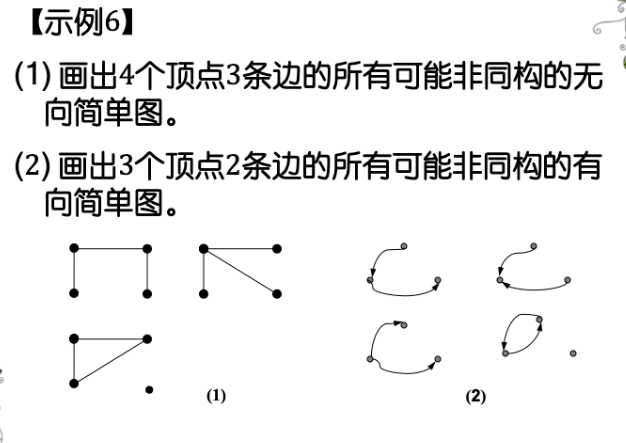 【示例6】
(1) 画出4个顶点3条边的所有可能非同构的无
向简单图。
(2) 画出3个顶点2条边的所有可能非同构的有
向简单图。
(1)
(2)